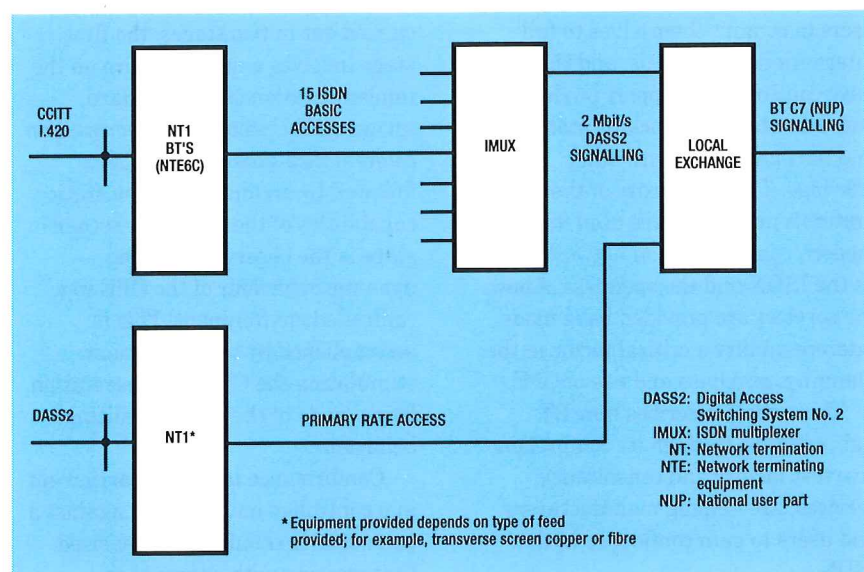 CCITT
I.420
NT1
BT'S
(NTE6C)
15 ISDN
BASIC
ACCESSES
IMUX
2 Mbit/s
DASS2
SIGNALLING
LOCAL
EXCHANGE
BT C7 (NUP)
SIGNALLING
DASS2
NT1*
PRIMARY RATE ACCESS
DASS2: Digital Access
Switching System No. 2
IMUX: ISDN multiplexer
NT: Network termination
NTE: Network terminating
equipment
NUP: National user part
* Equipment provided depends on type of feed
provided; for example, transverse screen copper or fibre